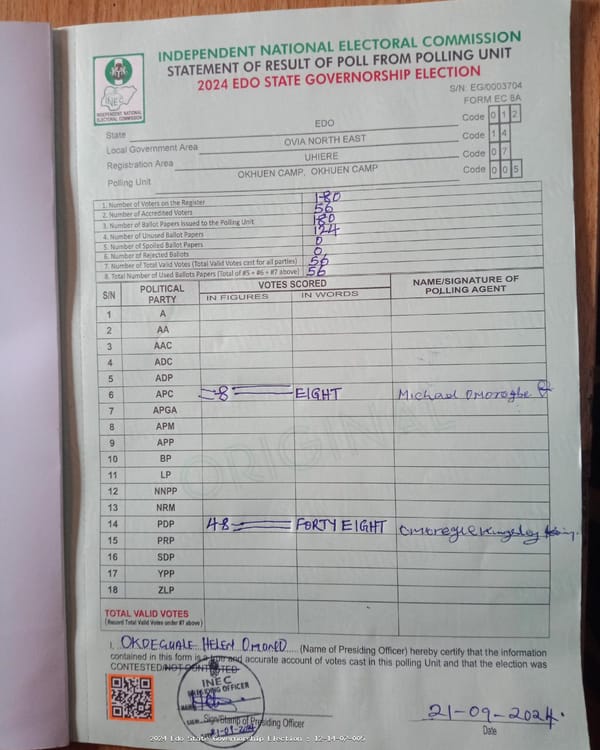 INDEPENDENT NATIONAL ELECTORAL COMMISSION
STATEMENT OF RESULT OF POLL FROM POLLING UNIT
2024 EDO STATE GOVERNORSHIP ELECTION
INEC
INDEPENDENT NATIONAL ELECTORAL COMMISSION
S/N: EG/0003704
FORM EC 8A
State EDO Code 0 1 2
Local Government Area OVIA NORTH EAST Code 1 4
Registration Area UHIERE Code 0 7
Polling Unit OKHUEN CAMP, OKHUEN CAMP Code 0 0 5
1. Number of Voters on the Register 180
2. Number of Accredited Voters 56
3. Number of Ballot Papers Issued to the Polling Unit 180
4. Number of Unused Ballot Papers 124
5. Number of Spoiled Ballot Papers 0
6. Number of Rejected Ballots 0
7. Number of Total Valid Votes (Total Valid Votes cast for all parties) 56
8. Total Number of Used Ballots Papers (Total of #5 + #6 + #7 above) 56
S/N POLITICAL PARTY VOTES SCORED NAME/SIGNATURE OF POLLING AGENT
IN FIGURES IN WORDS
1 A
2 AA
3 AAC
4 ADC
5 ADP
6 APC 8 EIGHT Michael Omoregbe
7 APGA
8 APM
9 APP
10 BP
11 LP
12 NNPP
13 NRM
14 PDP 48 FORTY EIGHT Omoregie Kingsley
15 PRP
16 SDP
17 YPP
18 ZLP
ORIGINAL
TOTAL VALID VOTES
(Record Total Valid Votes under #7 above)
I, HELEN (Name of Presiding Officer) hereby certify that the information
contained in this form is a true and accurate account of votes cast in this polling Unit and that the election was
CONTESTED/NOT CONTESTED
INEC
PRESIDING OFFICER
Sign/Stamp of Presiding Officer
21-09-2024
21-09-2024
Date
2024 Edo State Governorship Election : 12-14-07-005